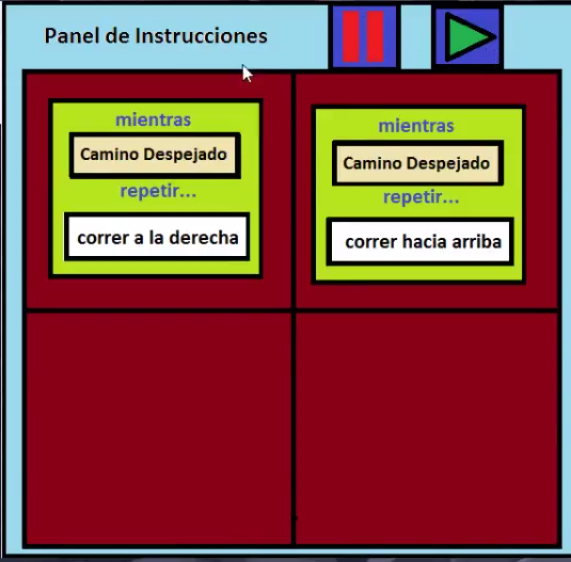 Panel de Instrucciones
mientras
Camino Despejado
repetir...
correr a la derecha
mientras
Camino Despejado
repetir...
correr hacia arriba